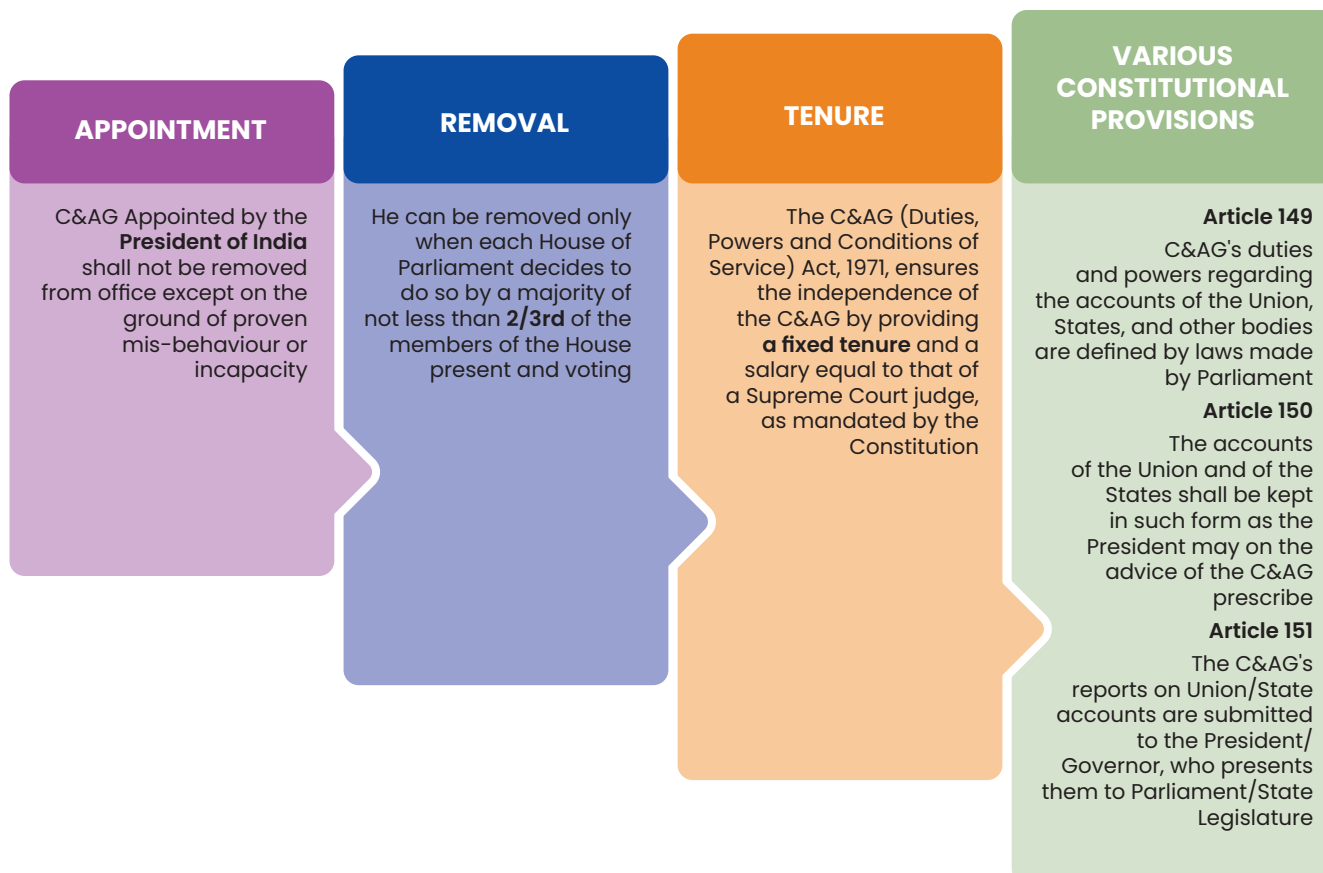 APPOINTMENT
C&AG Appointed by the
President of India
shall not be removed
from office except on the
ground of proven
mis-behaviour or
incapacity
REMOVAL
He can be removed only
when each House of
Parliament decides to
do so by a majority of
not less than 2/3rd of the
members of the House
present and voting
TENURE
The C&AG (Duties,
Powers and Conditions of
Service) Act, 1971, ensures
the independence of
the C&AG by providing
a fixed tenure and a
salary equal to that of
a Supreme Court judge,
as mandated by the
Constitution
VARIOUS
CONSTITUTIONAL
PROVISIONS
Article 149
C&AG's duties
and powers regarding
the accounts of the Union,
States, and other bodies
are defined by laws made
by Parliament
Article 150
The accounts
of the Union and of the
States shall be kept
in such form as the
President may on the
advice of the C&AG
prescribe
Article 151
The C&AG's
reports on Union/State
accounts are submitted
to the President/
Governor, who presents
them to Parliament/State
Legislature